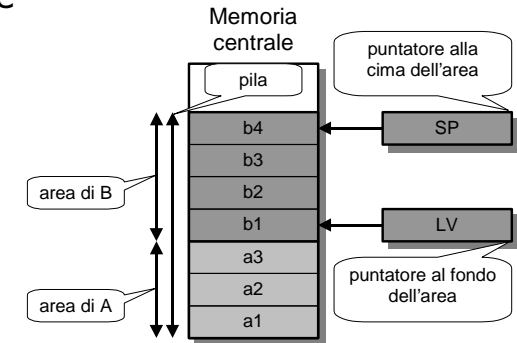 c
Memoria
centrale
puntatore alla
cima dell'area
pila
b4
SP
b3
area di B
b2
b1
LV
a3
puntatore al fondo
dell'area
a2
area di A
a1